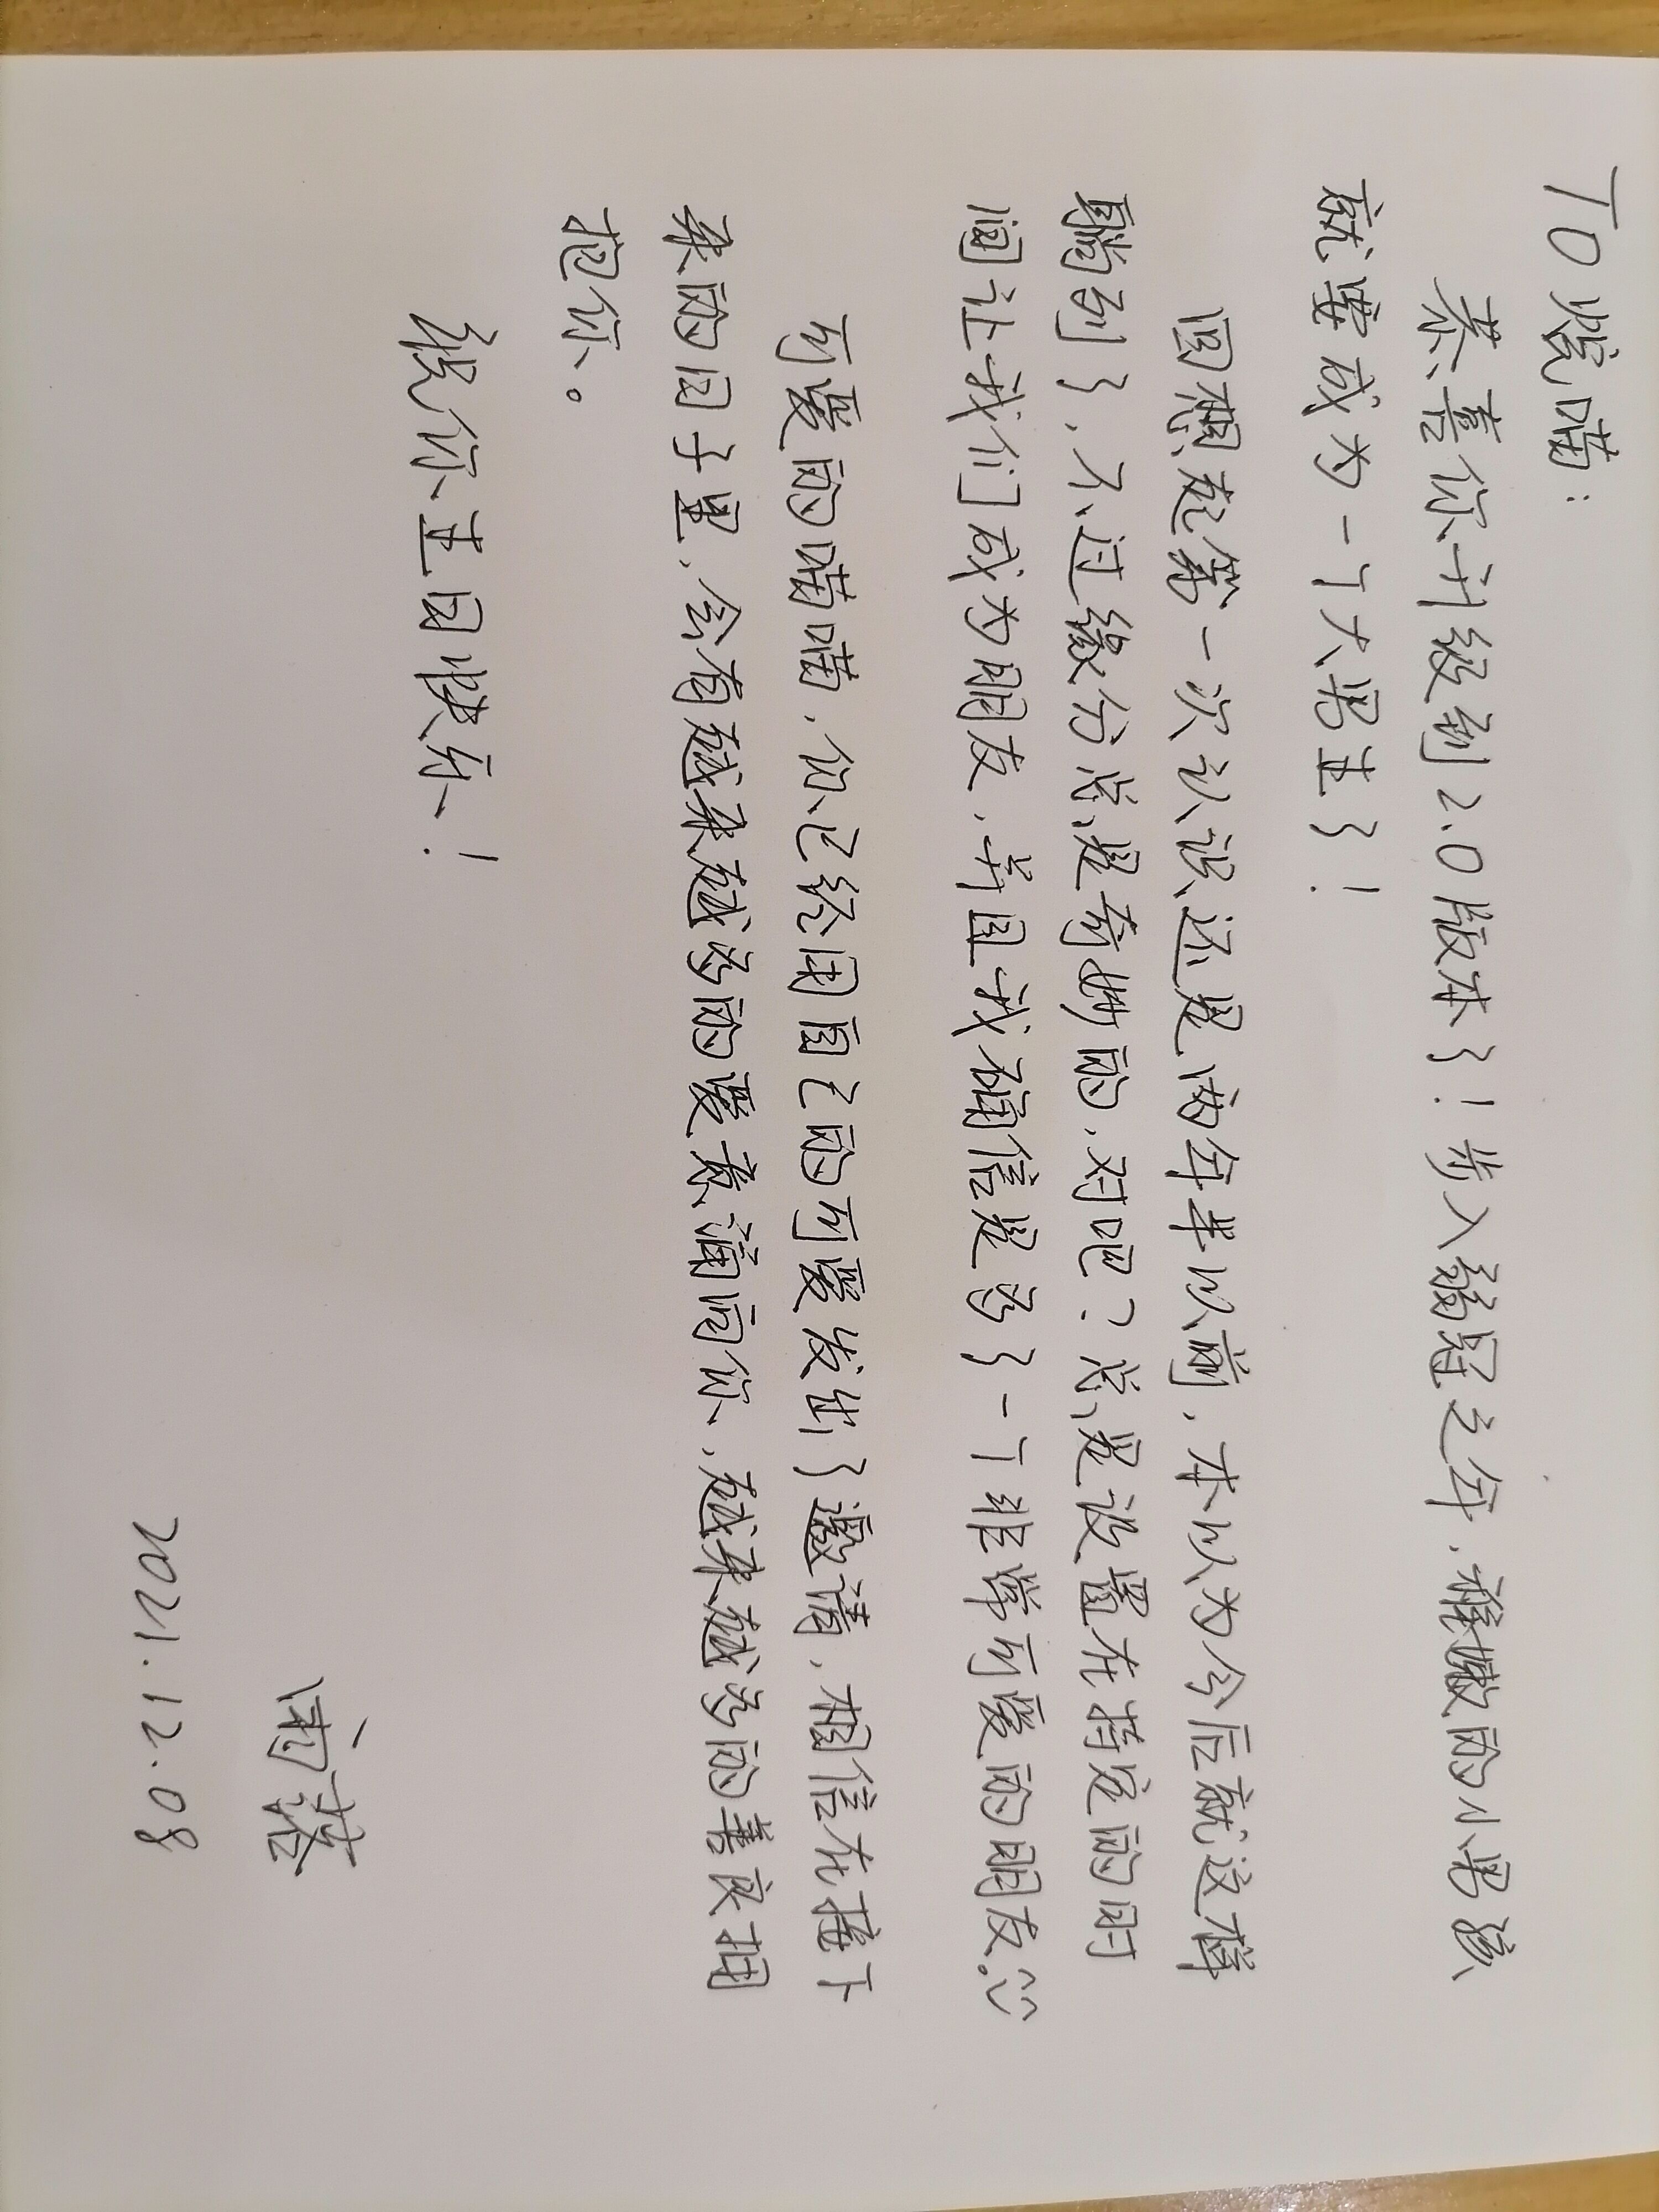 TO 烷喵：
恭喜你升级到2.0版本了！步入弱冠之年，稚嫩的小男孩
就要成为一个大男生了！
回想起第一次认识还是两年半以前，本以为今后就这样
躺列了，不过缘分总是奇妙的，对吧？总是设置在特定的时
间让我们成为朋友，并且我确信是多了一个非常可爱的朋友。^^
可爱的喵喵，你已经用自己的可爱发出了邀请，相信在接下
来的日子里，会有越来越多的爱意涌向你，越来越多的善良拥
抱你。
祝你生日快乐！
雨落
2021.12.08